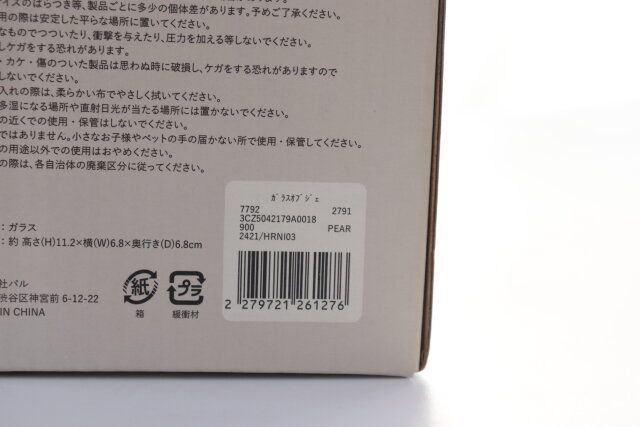 イズのばらつき等、製品ごとに多少の個体差があります。予めご了承ください。
用の際は安定した平らな場所に置いてください。
なものでつついたり、衝撃を与えたり、圧力を加える等しないでください。
しケガをする恐れがあります。
・カケ・傷のついた製品は思わぬ時に破損し、ケガをする恐れがありますので
しないでください。
入れの際は、柔らかい布でやさしく拭いてください。
多湿になる場所や直射日光が当たる場所には置かないでください。
の近くでの使用・保管はしないでください。
ではありません。小さなお子様やペットの手の届かない所で使用・保管してください。
の用途以外での使用はおやめください。
の際は、各自治体の廃棄区分に従ってください。
：ガラス
：約 高さ(H)11.2×横(W)6.8×奥行き(D)6.8cm
社パル
渋谷区神宮前 6-12-22
IN CHINA
紙
箱
プラ
緩衝材
ｶﾞﾗｽｵﾌﾞｼﾞｪ
7792 2791
3CZ5042179A0018
900 PEAR
2421/HRNI03
2 279721 261276